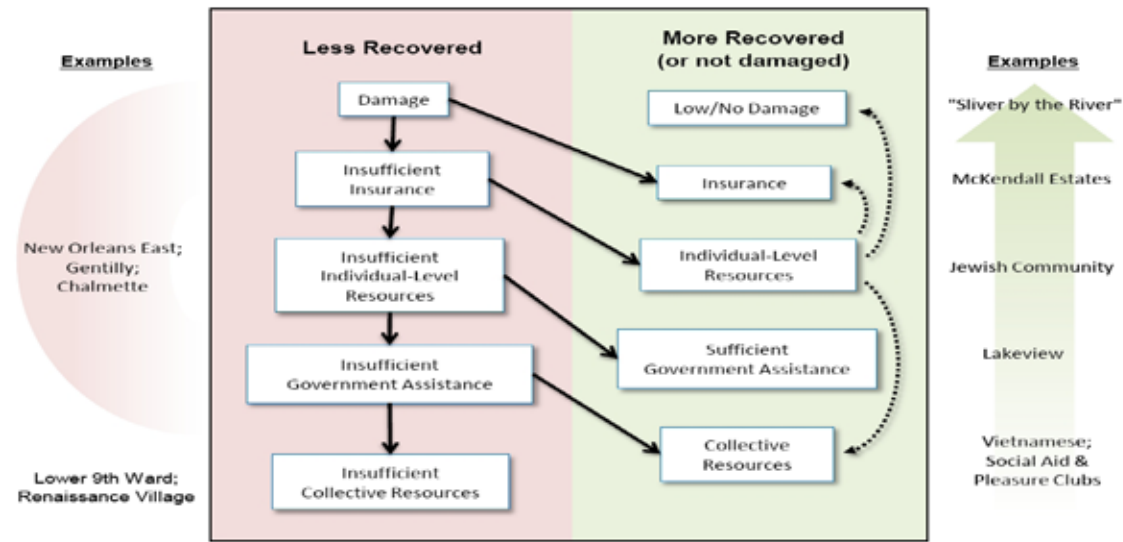 Examples
New Orleans East;
Gentilly;
Chalmette
Lower 9th Ward;
Renaissance Village
Less Recovered
Damage
Insufficient
Insurance
Insufficient
Individual-Level
Resources
Insufficient
Government Assistance
Insufficient
Collective Resources
More Recovered
(or not damaged)
Low/No Damage
Insurance
Individual-Level
Resources
Sufficient
Government Assistance
Collective
Resources
Examples
"Sliver by the River"
McKendall Estates
Jewish Community
Lakeview
Vietnamese;
Social Aid &
Pleasure Clubs